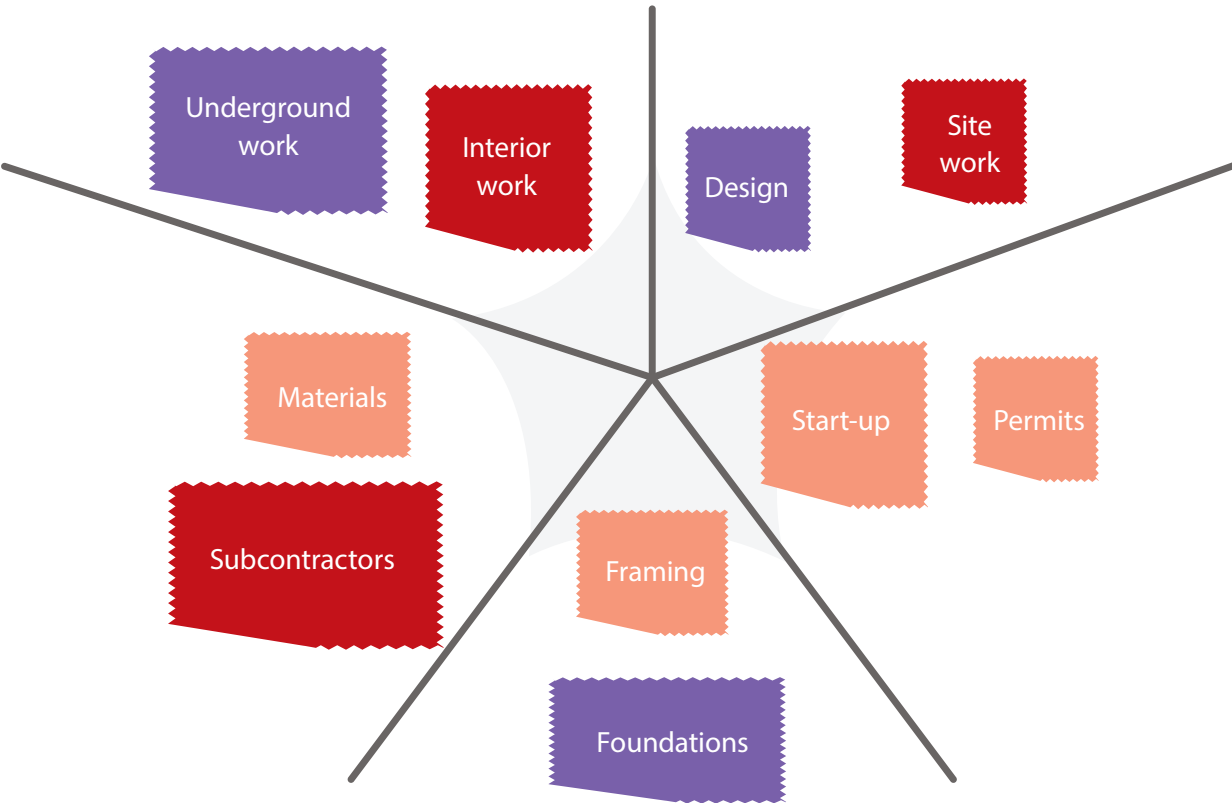 Underground
work
Interior
work
Design
Site
work
Materials
Start-up
Permits
Subcontractors
Framing
Foundations